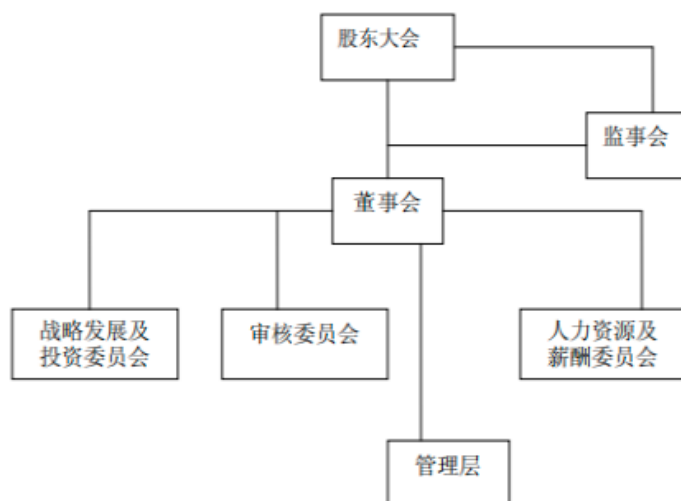 股东大会
监事会
董事会
战略发展及
投资委员会
审核委员会
人力资源及
薪酬委员会
管理层